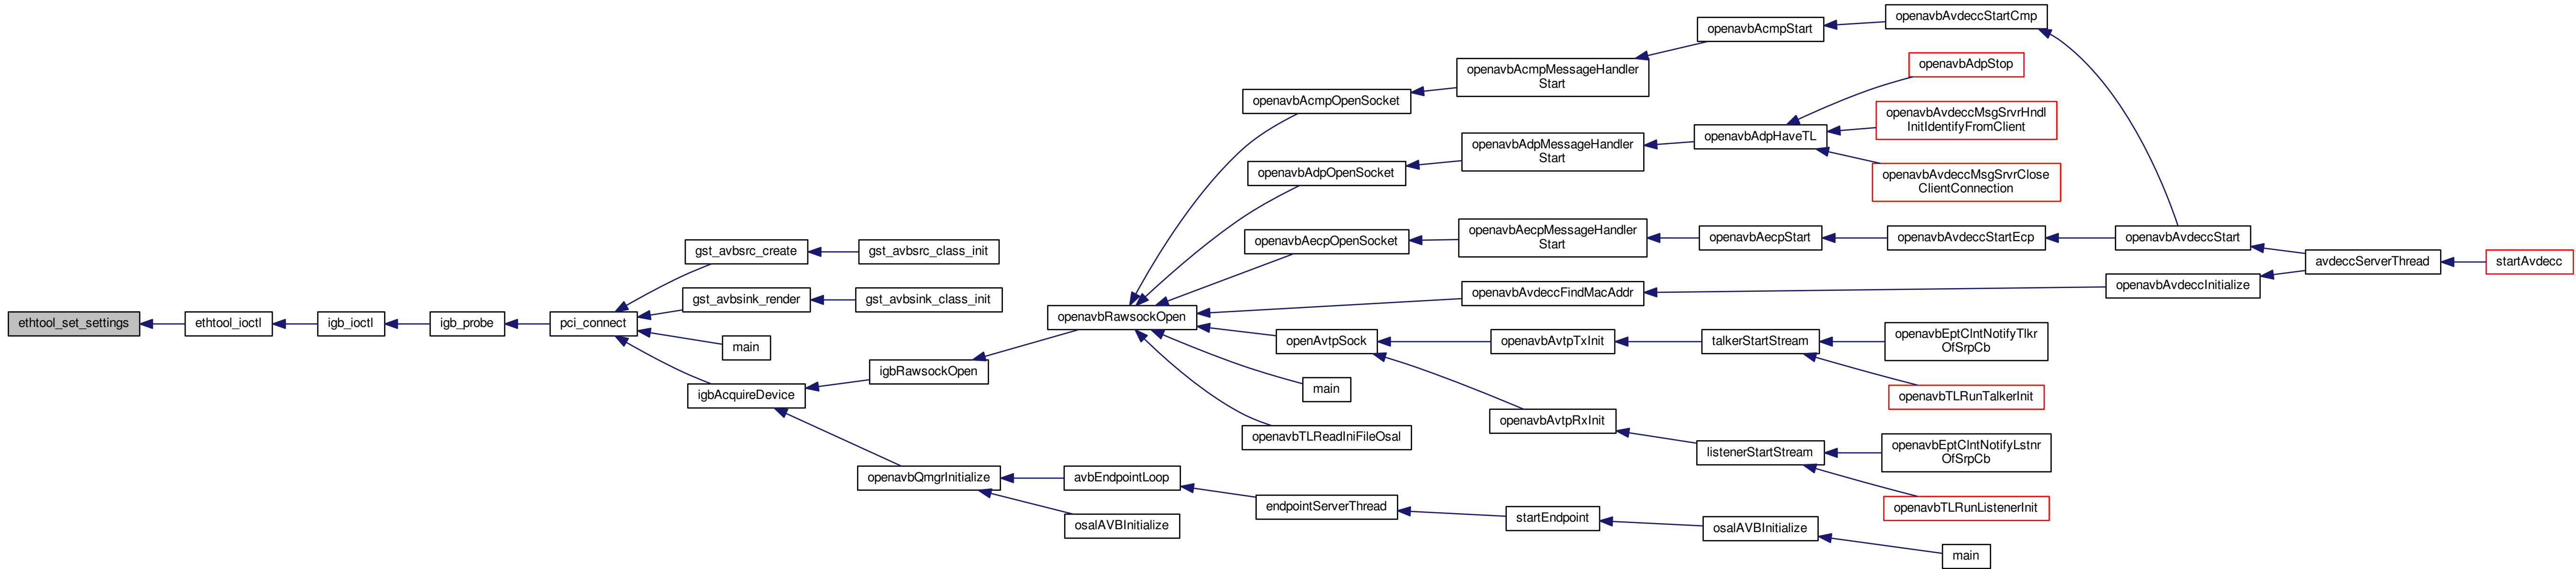 openavbAvdeccStartCmp
openavbAcmpStart
openavbAdpStop
openavbAcmpMessageHandler
Start
openavbAcmpOpenSocket
openavbAvdeccMsgSrvrHndl
InitIdentifyFromClient
openavbAdpHaveTL
openavbAdpMessageHandler
Start
openavbAdpOpenSocket
openavbAvdeccMsgSrvrClose
ClientConnection
openavbAecpMessageHandler
Start
openavbAecpOpenSocket
openavbAecpStart
openavbAvdeccStartEcp
openavbAvdeccStart
gst_avbsrc_create
gst_avbsrc_class_init
avdeccServerThread
startAvdecc
openavbAvdeccInitialize
openavbAvdeccFindMacAddr
gst_avbsink_render
gst_avbsink_class_init
openavbRawsockOpen
ethtool_set_settings
ethtool_ioctl
igb_ioctl
igb_probe
pci_connect
main
openAvtpSock
openavbAvtpTxInit
talkerStartStream
openavbEptClntNotifyTlkr
OfSrpCb
igbRawsockOpen
igbAcquireDevice
main
openavbTLRunTalkerInit
openavbAvtpRxInit
openavbTLReadIniFileOsal
listenerStartStream
openavbEptClntNotifyLstnr
OfSrpCb
openavbQmgrInitialize
avbEndpointLoop
endpointServerThread
openavbTLRunListenerInit
osalAVBInitialize
startEndpoint
osalAVBInitialize
main